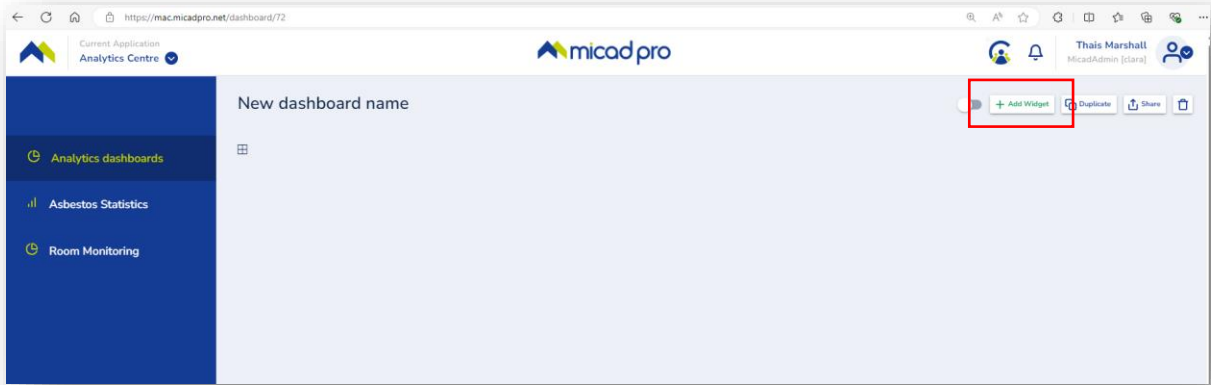 https://mac.micadpro.net/dashboard/72
Current Application
Analytics Centre
micad pro
Thais Marshall
MicadAdmin [clara]
New dashboard name
+ Add Widget
Duplicate
Share
Analytics dashboards
Asbestos Statistics
Room Monitoring